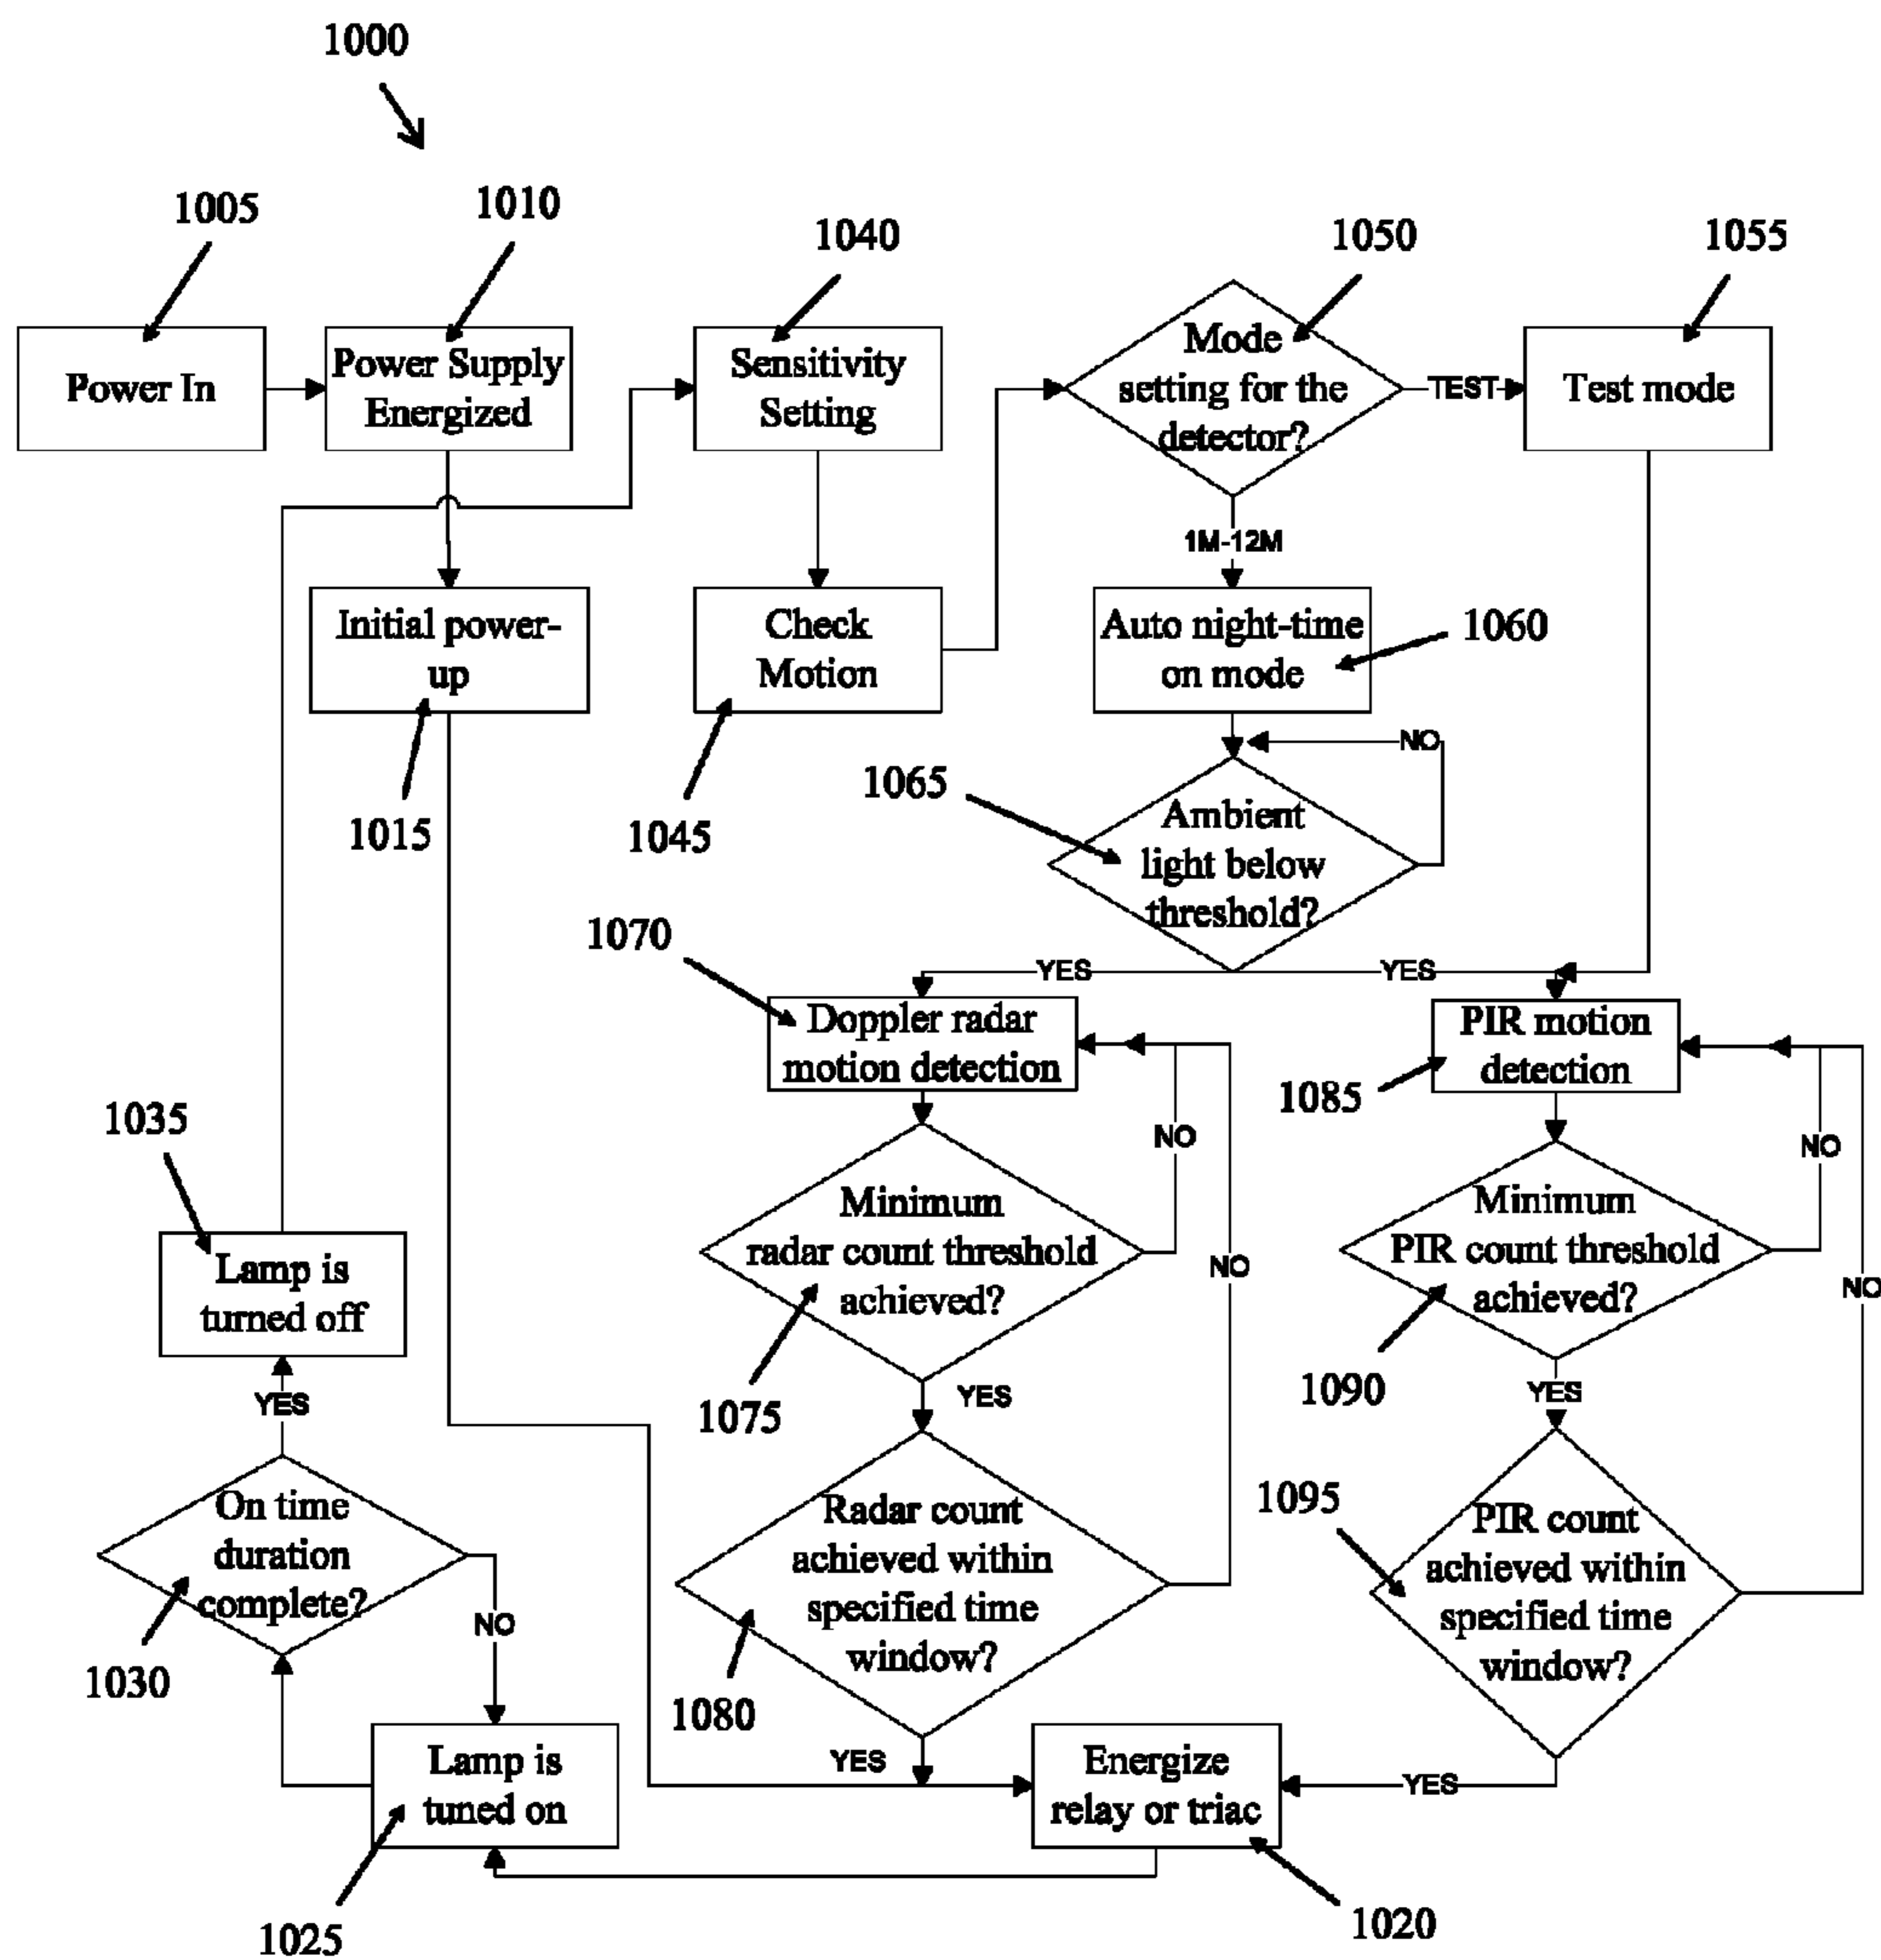 1000
1005
1010
1040
1050
1055
Power In
Power Supply
Energized
Sensitivity
Setting
Mode
setting for the
detector?
TEST
Test mode
1M-12M
Initial power-
up
Check
Motion
Auto night-time
on mode
1060
1015
1045
NO
1065
Ambient
light below
threshold?
1070
YES
YES
Doppler radar
motion detection
PIR motion
detection
1085
1035
NO
NO
Lamp is
turned off
Minimum
radar count threshold
achieved?
NO
Minimum
PIR count threshold
achieved?
NO
1075
YES
1090
YES
YES
On time
duration
complete?
NO
1030
Radar count
achieved within
specified time
window?
1080
1095
PIR count
achieved within
specified time
window?
Lamp is
tuned on
YES
Energize
relay or triac
YES
1025
1020